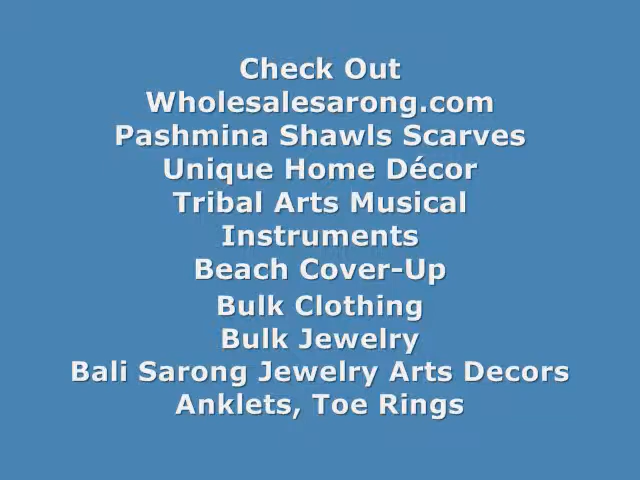 Check Out
Wholesalesarong.com
Pashmina Shawls Scarves
Unique Home Décor
Tribal Arts Musical
Instruments
Beach Cover-Up
Bulk Clothing
Bulk Jewelry
Bali Sarong Jewelry Arts Decors
Anklets, Toe Rings